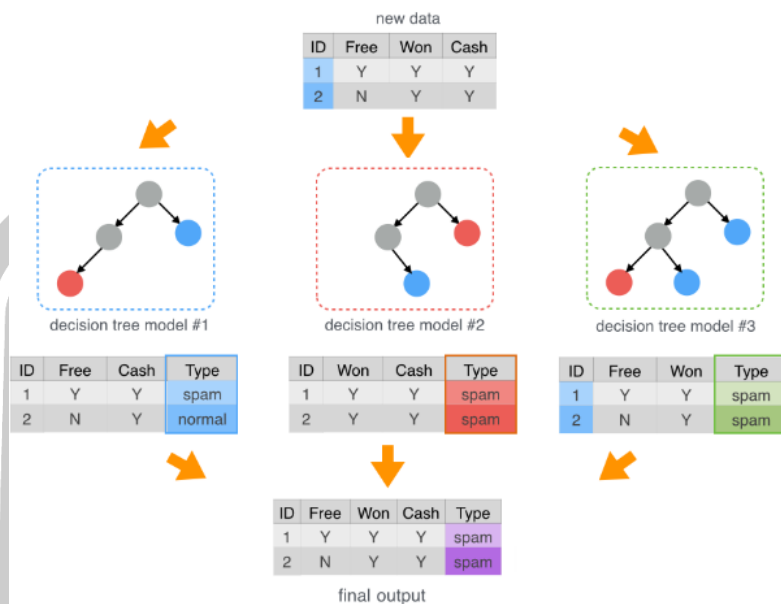 new data
ID Free Won Cash
1 Y Y Y
2 N Y Y
decision tree model #1
decision tree model #2
decision tree model #3
ID Free Cash Type
1 Y Y spam
2 N Y normal
ID Won Cash Type
1 Y Y spam
2 Y Y spam
ID Free Won Type
1 Y Y spam
2 N Y spam
ID Free Won Cash Type
1 Y Y Y spam
2 N Y Y spam
final output